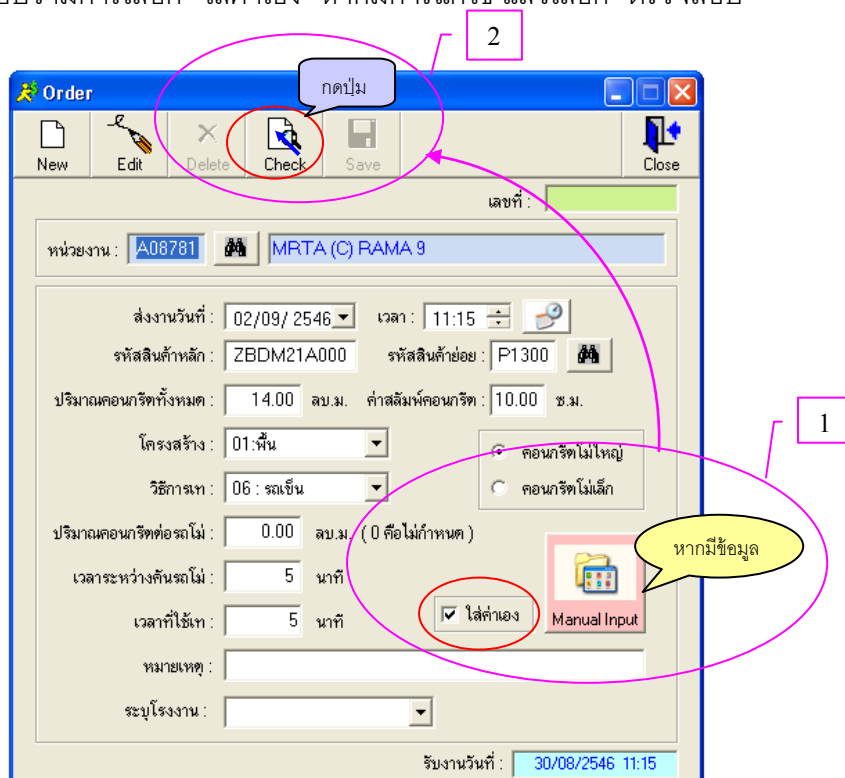 2
Order
กดปุ่ม
New Edit Delete Check Save Close
เลขที่ :
หน่วยงาน : A08781 MRTA (C) RAMA 9
ส่งงานวันที่ : 02/09/ 2546 เวลา : 11:15
รหัสสินค้าหลัก : ZBDM21A000 รหัสสินค้าย่อย : P1300
ปริมาณคอนกรีตทั้งหมด : 14.00 ลบ.ม. ค่าสลัมพ์คอนกรีต : 10.00 ซ.ม.
1
โครงสร้าง : 01:พื้น คอนกรีตโม่ใหญ่
วิธีการเท : 06 : รถเข็น คอนกรีตโม่เล็ก
ปริมาณคอนกรีตต่อรถโม่ : 0.00 ลบ.ม. ( 0 คือไม่กำหนด )
หากมีข้อมูล
เวลาระหว่างคันรถโม่ : 5 นาที
เวลาที่ใช้เท : 5 นาที ใส่ค่าเอง Manual Input
หมายเหตุ :
ระบุโรงงาน :
รับงานวันที่ : 30/08/2546 11:15